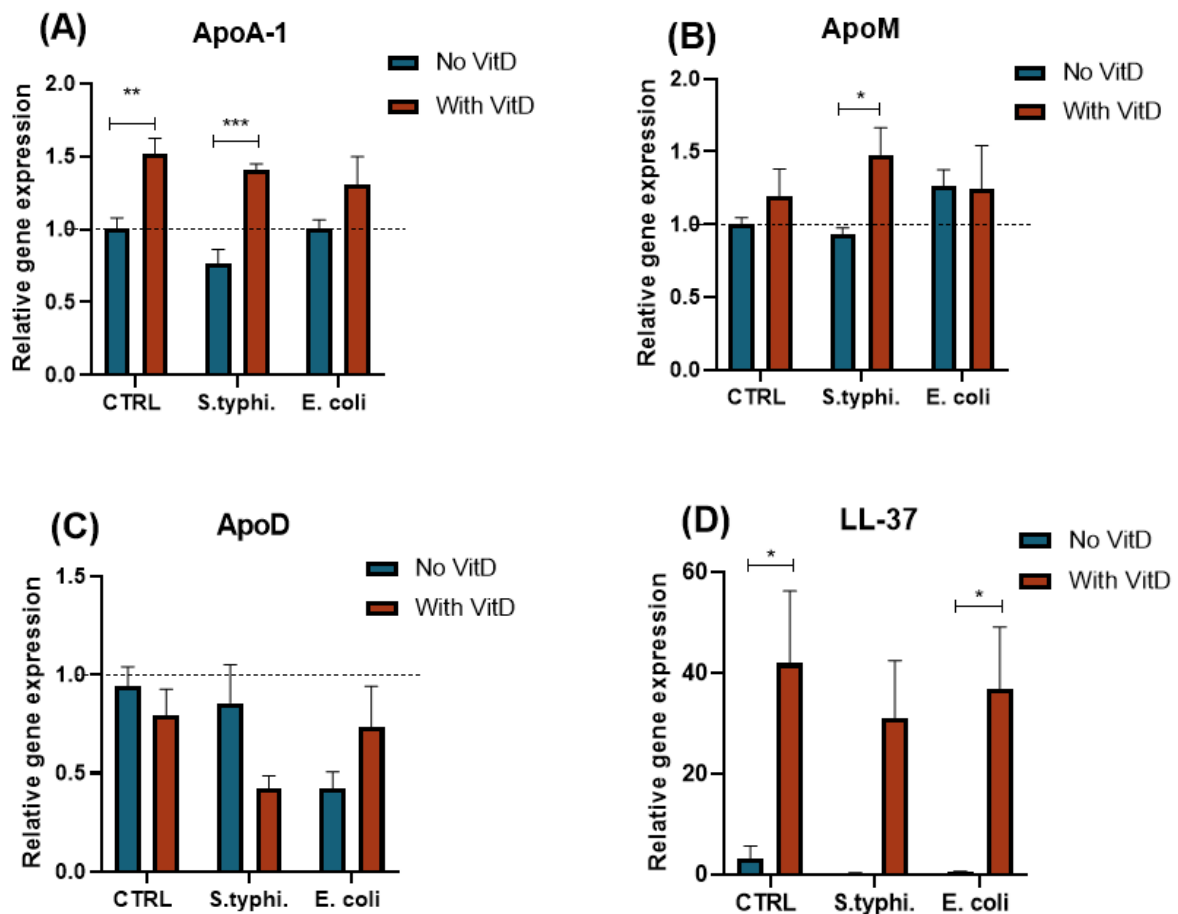 (A)
ApoA-1
No VitD
With VitD
Relative gene expression
2.0
1.5
1.0
0.5
0.0
**
***
CTRL
S.typhi.
E. coli
(B)
ApoM
No VitD
With VitD
Relative gene expression
2.0
1.5
1.0
0.5
0.0
*
CTRL
S.typhi.
E. coli
(C)
ApoD
No VitD
With VitD
Relative gene expression
1.5
1.0
0.5
0.0
CTRL
S.typhi.
E. coli
(D)
LL-37
No VitD
With VitD
Relative gene expression
60
40
20
0
*
*
CTRL
S.typhi.
E. coli